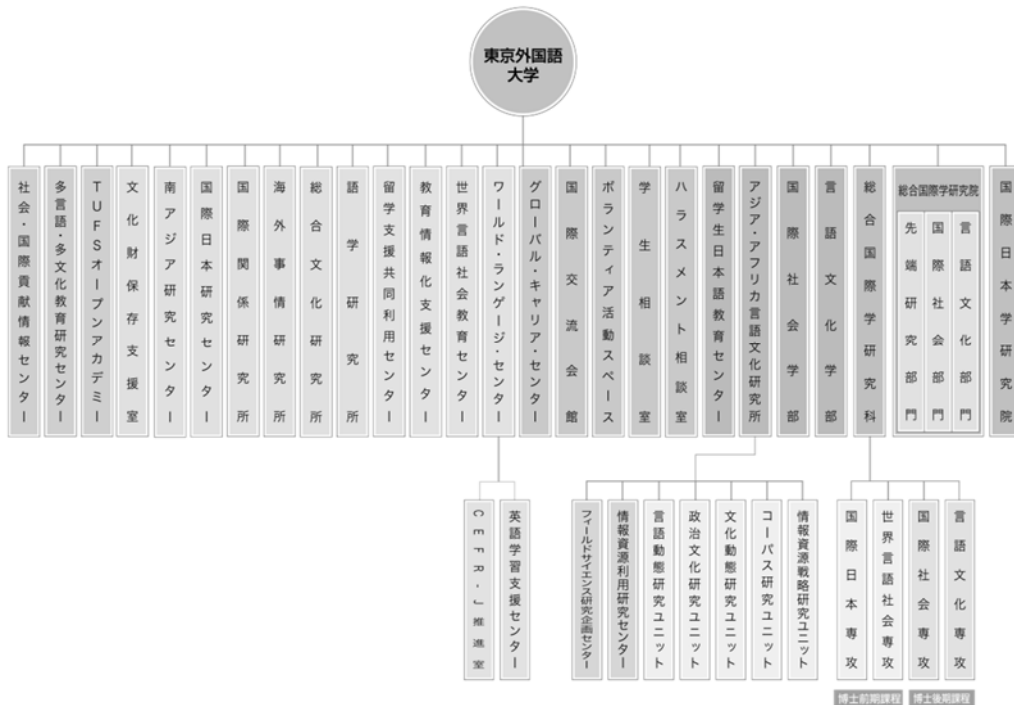 東京外国語
大学
国際日本学研究院
総合国際学研究院
言語文化部門
国際社会部門
先端研究部門
総合国際学研究科
言語文化学部
国際社会学部
アジア・アフリカ言語文化研究所
留学生日本語教育センター
ハラスメント相談室
学生相談室
ボランティア活動スペース
国際交流会館
グローバル・キャリア・センター
ワールド・ランゲージ・センター
世界言語社会教育センター
教育情報化支援センター
留学支援共同利用センター
語学研究所
総合文化研究所
海外事情研究所
国際関係研究所
国際日本研究センター
南アジア研究センター
文化財保存支援室
TUFSオープンアカデミー
多言語・多文化教育研究センター
社会・国際貢献情報センター
言語文化専攻
国際社会専攻
世界言語社会専攻
国際日本専攻
情報資源戦略研究ユニット
コーパス研究ユニット
文化動態研究ユニット
政治文化研究ユニット
言語動態研究ユニット
情報資源利用研究センター
フィールドサイエンス研究企画センター
英語学習支援センター
CEFR-J推進室
博士前期課程
博士後期課程